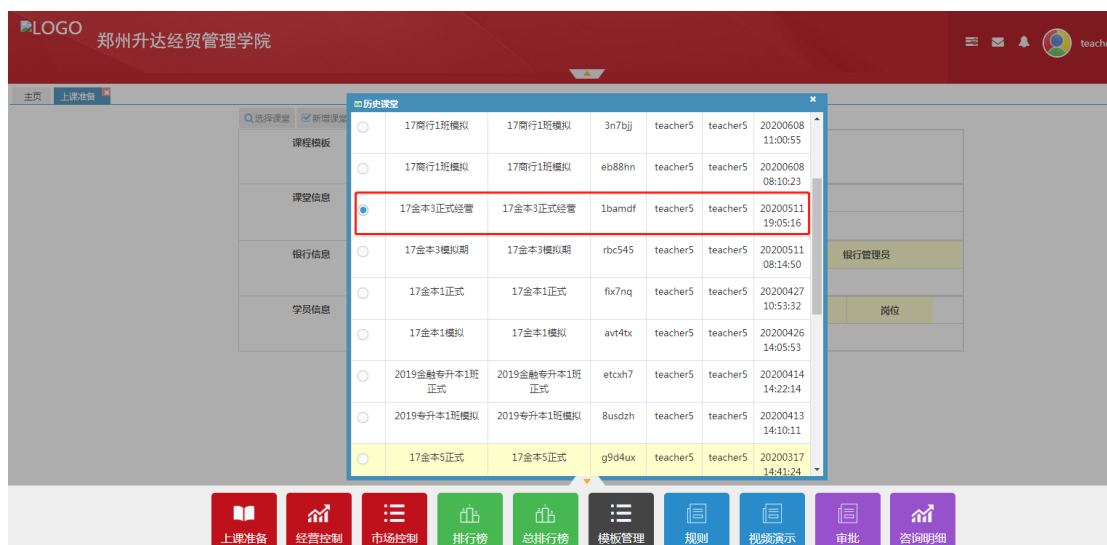 LOGO
郑州升达经贸管理学院
teach
主页 上课准备
选择课堂 新增课堂
历史课堂
课程模板
课堂信息
银行信息
银行管理员
学员信息
岗位
17商行1班模拟 17商行1班模拟 3n7bjj teacher5 teacher5 20200608
11:00:55
17商行1班模拟 17商行1班模拟 eb88hn teacher5 teacher5 20200608
08:10:23
17金本3正式经营 17金本3正式经营 1bamdf teacher5 teacher5 20200511
19:05:16
17金本3模拟期 17金本3模拟期 rbc545 teacher5 teacher5 20200511
08:14:50
17金本1正式 17金本1正式 fix7nq teacher5 teacher5 20200427
10:53:32
17金本1模拟 17金本1模拟 avt4tx teacher5 teacher5 20200426
14:05:53
2019金融专升本1班 2019金融专升本1班 etcxh7 teacher5 teacher5 20200414
正式 正式 14:22:14
2019专升本1班模拟 2019专升本1班模拟 8usdzh teacher5 teacher5 20200413
14:10:11
17金本5正式 17金本5正式 g9d4ux teacher5 teacher5 20200317
14:41:24
上课准备 经营控制 市场控制 排行榜 总排行榜 模板管理 规则 视频演示 审批 咨询明细